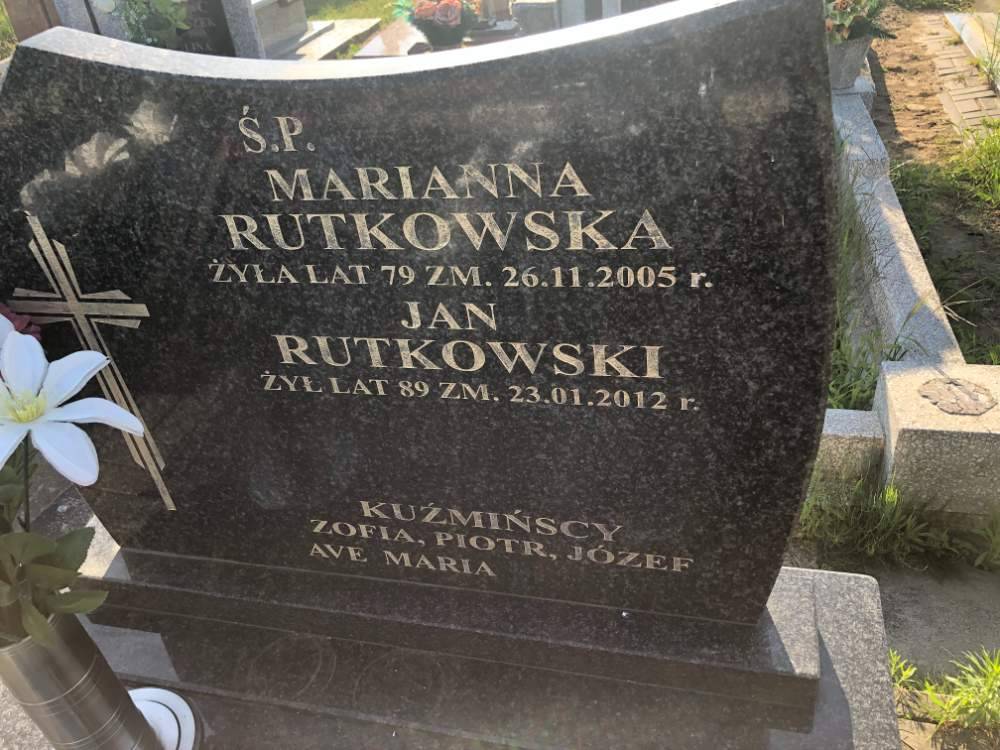 Ś.P.
MARIANNA
RUTKOWSKA
ŻYŁA LAT 79 ZM. 26.11.2005 r.
JAN
RUTKOWSKI
ŻYŁ LAT 89 ZM. 23.01.2012 r.
KUŹMIŃSCY
ZOFIA, PIOTR, JÓZEF
AVE MARIA